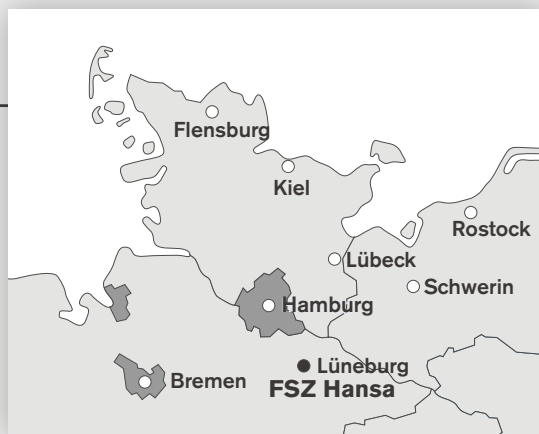 Flensburg
Kiel
Rostock
Lübeck
Schwerin
Hamburg
Lüneburg
Bremen
FSZ Hansa